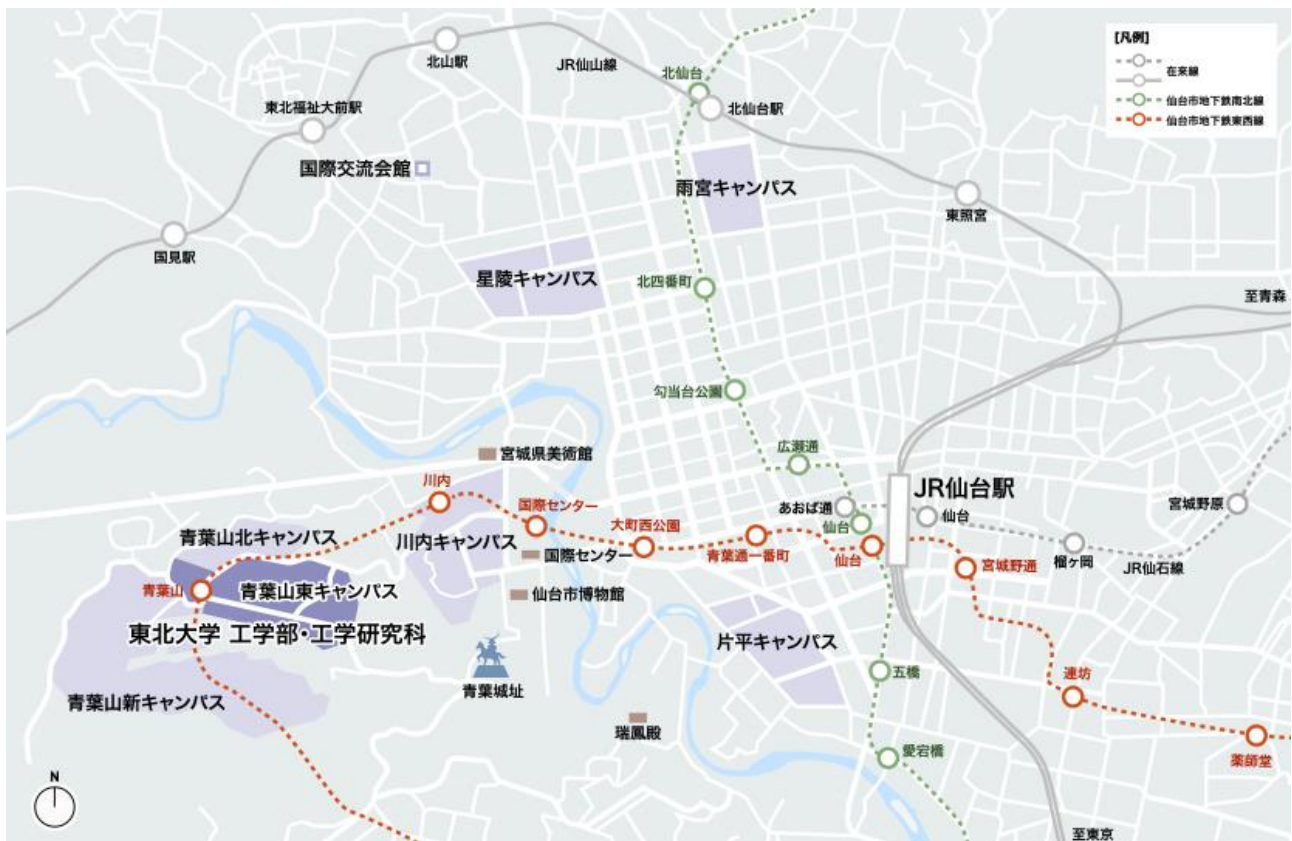 [凡例]
在来線
仙台市地下鉄南北線
仙台市地下鉄東西線
北山駅
JR仙山線
北仙台
北仙台駅
東北福祉大前駅
国際交流会館
雨宮キャンパス
東照宮
国見駅
星陵キャンパス
北四番町
至青森
勾当台公園
広瀬通
宮城県美術館
川内
JR仙台駅
国際センター
あおば通
仙台
仙台
宮城野原
大町西公園
青葉山北キャンパス
川内キャンパス
国際センター
青葉通一番町
仙台
宮城野通
榴ヶ岡
JR仙石線
青葉山
青葉山東キャンパス
仙台市博物館
東北大学 工学部・工学研究科
片平キャンパス
五橋
連坊
青葉山新キャンパス
青葉城址
瑞鳳殿
愛宕橋
薬師堂
N
至東京